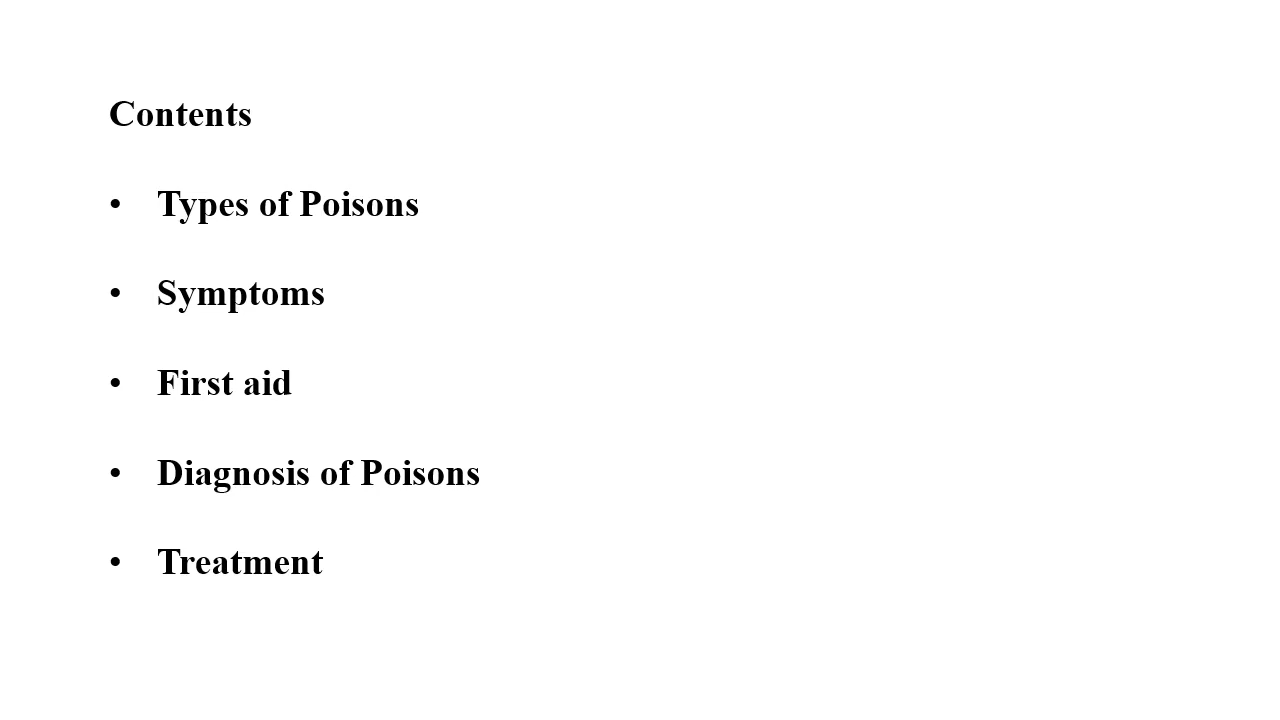 Contents
• Types of Poisons
• Symptoms
• First aid
• Diagnosis of Poisons
• Treatment